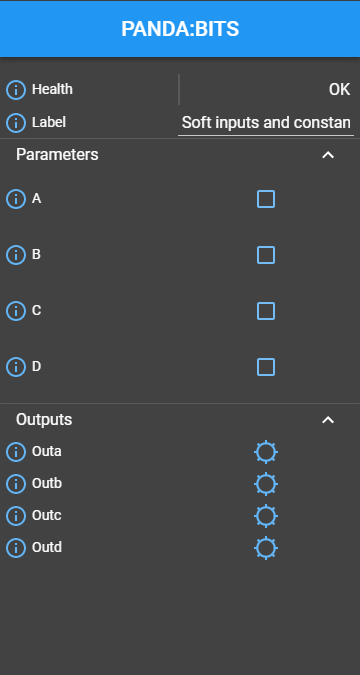 PANDA:BITS
Health OK
Label Soft inputs and constan
Parameters
A
B
C
D
Outputs
Outa
Outb
Outc
Outd